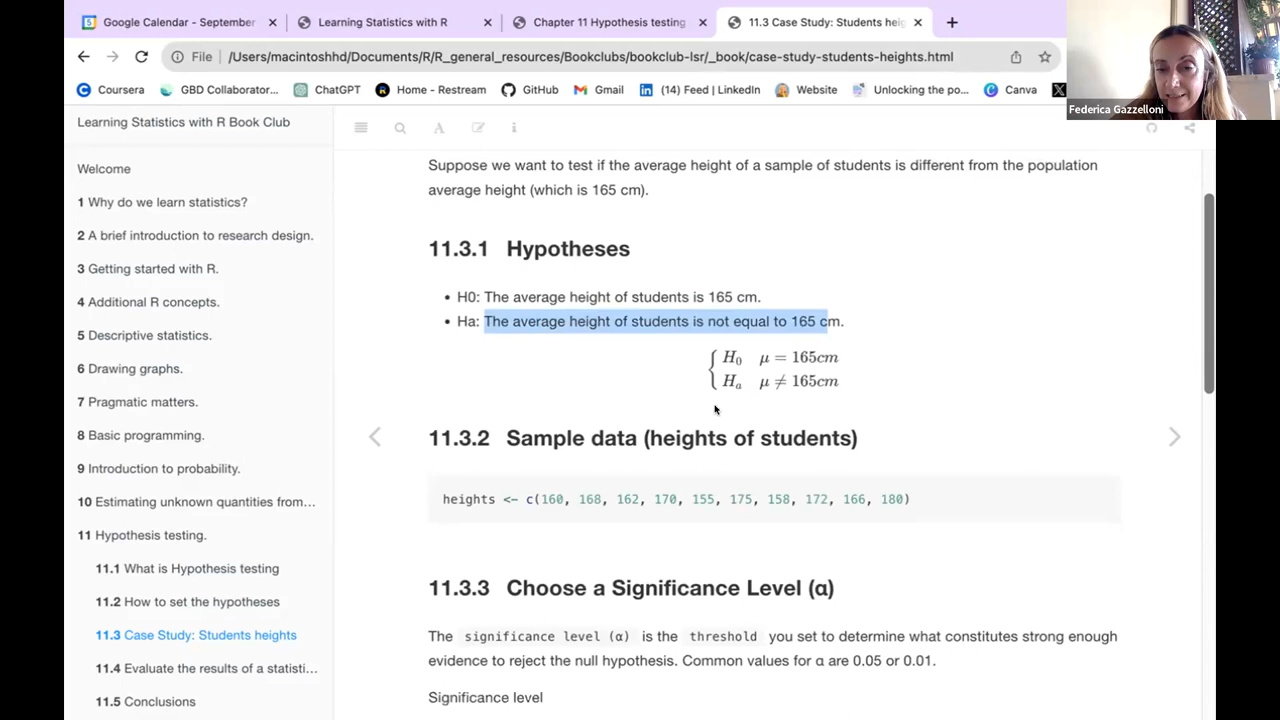 Google Calendar - September
Learning Statistics with R
Chapter 11 Hypothesis testing
11.3 Case Study: Students heig
File
/Users/macintoshhd/Documents/R/R_general_resources/Bookclubs/bookclub-lsr/_book/case-study-students-heights.html
Coursera
GBD Collaborator...
ChatGPT
Home - Restream
GitHub
Gmail
(14) Feed | LinkedIn
Website
Unlocking the po...
Canva
Federica Gazzelloni
Learning Statistics with R Book Club
Welcome
1 Why do we learn statistics?
2 A brief introduction to research design.
3 Getting started with R.
4 Additional R concepts.
5 Descriptive statistics.
6 Drawing graphs.
7 Pragmatic matters.
8 Basic programming.
9 Introduction to probability.
10 Estimating unknown quantities from...
11 Hypothesis testing.
11.1 What is Hypothesis testing
11.2 How to set the hypotheses
11.3 Case Study: Students heights
11.4 Evaluate the results of a statisti...
11.5 Conclusions
Suppose we want to test if the average height of a sample of students is different from the population
average height (which is 165 cm).
11.3.1 Hypotheses
• H0: The average height of students is 165 cm.
• Ha: The average height of students is not equal to 165 cm.
H₀ μ = 165cm
Hₐ μ ≠ 165cm
11.3.2 Sample data (heights of students)
heights <- c(160, 168, 162, 170, 155, 175, 158, 172, 166, 180)
11.3.3 Choose a Significance Level (α)
The significance level (α) is the threshold you set to determine what constitutes strong enough
evidence to reject the null hypothesis. Common values for α are 0.05 or 0.01.
Significance level